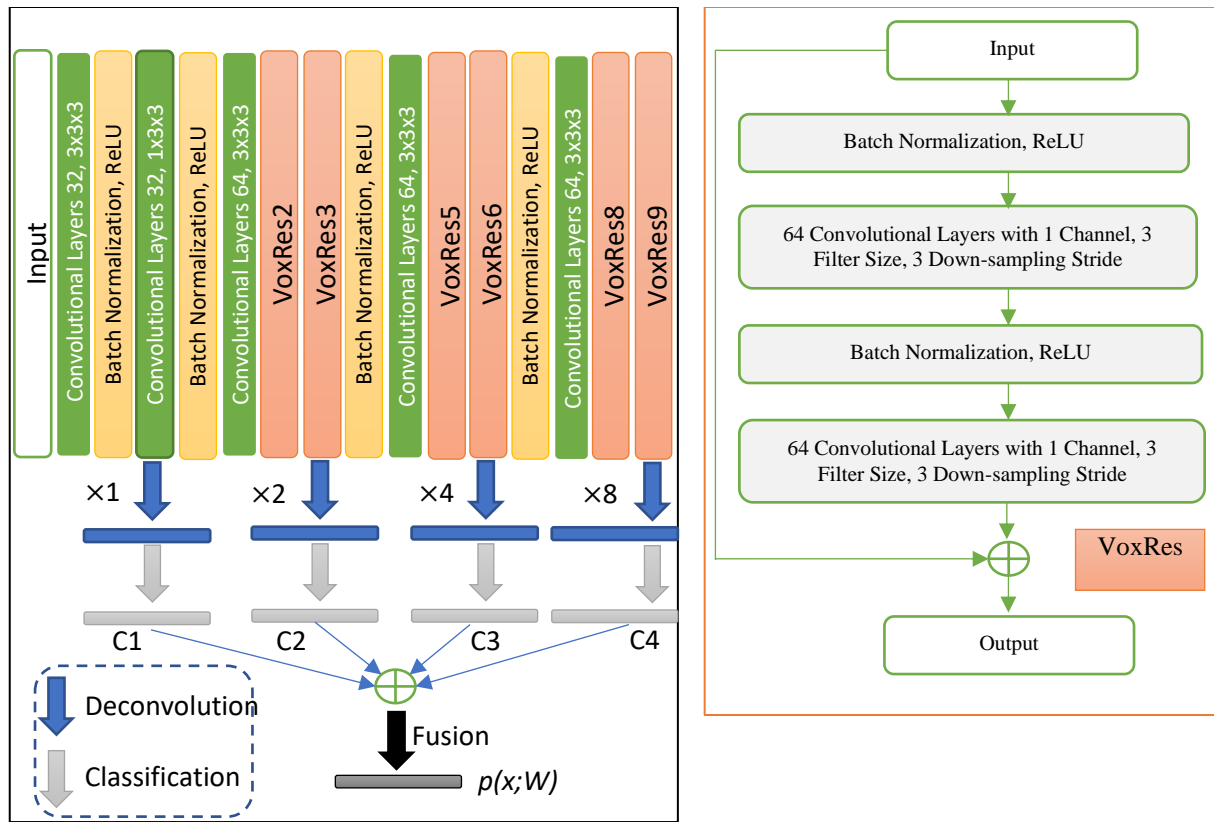 Input
Convolutional Layers 32, 3x3x3
Batch Normalization, ReLU
Convolutional Layers 32, 1x3x3
Batch Normalization, ReLU
Convolutional Layers 64, 3x3x3
VoxRes2
VoxRes3
Batch Normalization, ReLU
Convolutional Layers 64, 3x3x3
VoxRes5
VoxRes6
Batch Normalization, ReLU
Convolutional Layers 64, 3x3x3
VoxRes8
VoxRes9
×1
×2
×4
×8
C1
C2
C3
C4
Deconvolution
Classification
Fusion
p(x;W)
Input
Batch Normalization, ReLU
64 Convolutional Layers with 1 Channel, 3
Filter Size, 3 Down-sampling Stride
Batch Normalization, ReLU
64 Convolutional Layers with 1 Channel, 3
Filter Size, 3 Down-sampling Stride
VoxRes
Output